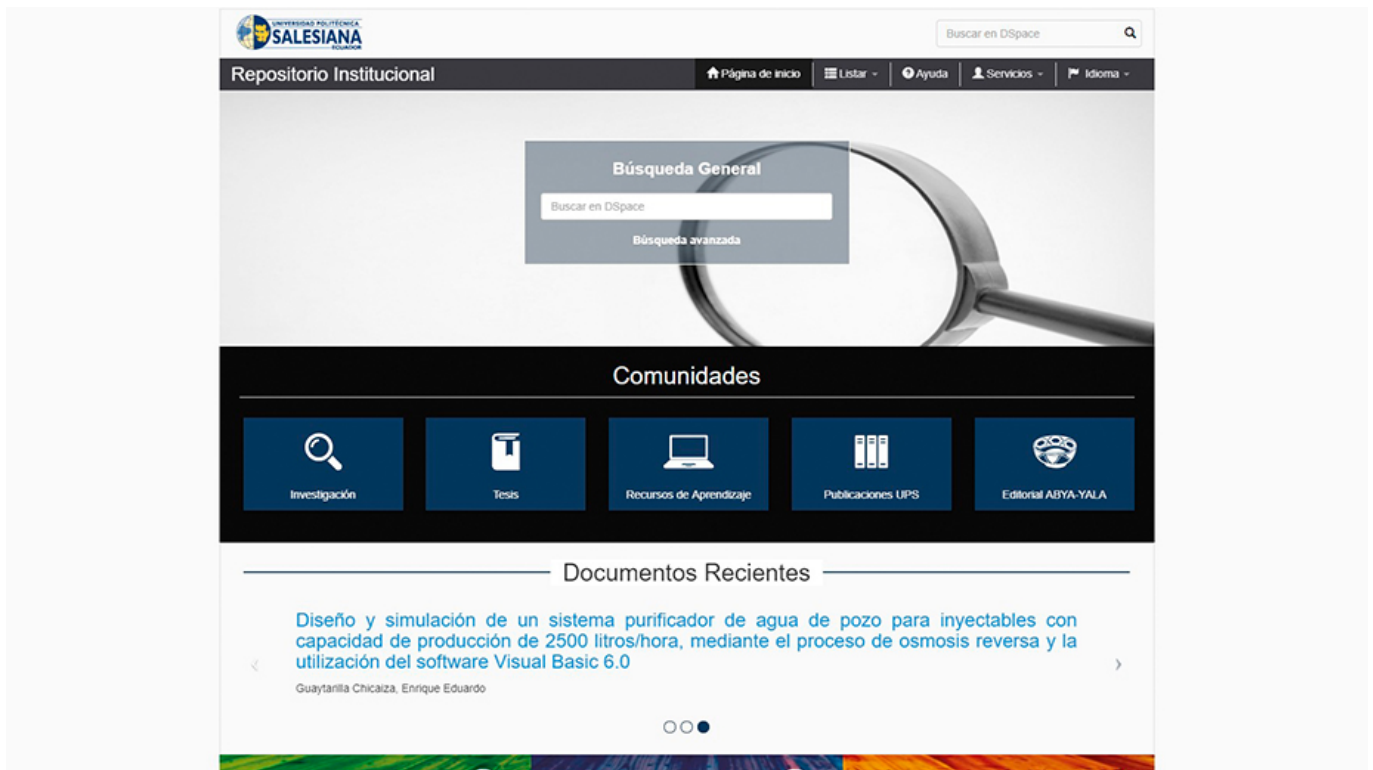 UNIVERSIDAD POLITÉCNICA
SALESIANA
ECUADOR
Buscar en DSpace
Repositorio Institucional
Página de inicio
Listar
Ayuda
Servicios
Idioma
Búsqueda General
Buscar en DSpace
Búsqueda avanzada
Comunidades
Investigación
Tesis
Recursos de Aprendizaje
Publicaciones UPS
Editorial ABYA-YALA
Documentos Recientes
Diseño y simulación de un sistema purificador de agua de pozo para inyectables con
capacidad de producción de 2500 litros/hora, mediante el proceso de osmosis reversa y la
utilización del software Visual Basic 6.0
Guaytarilla Chicaiza, Enrique Eduardo